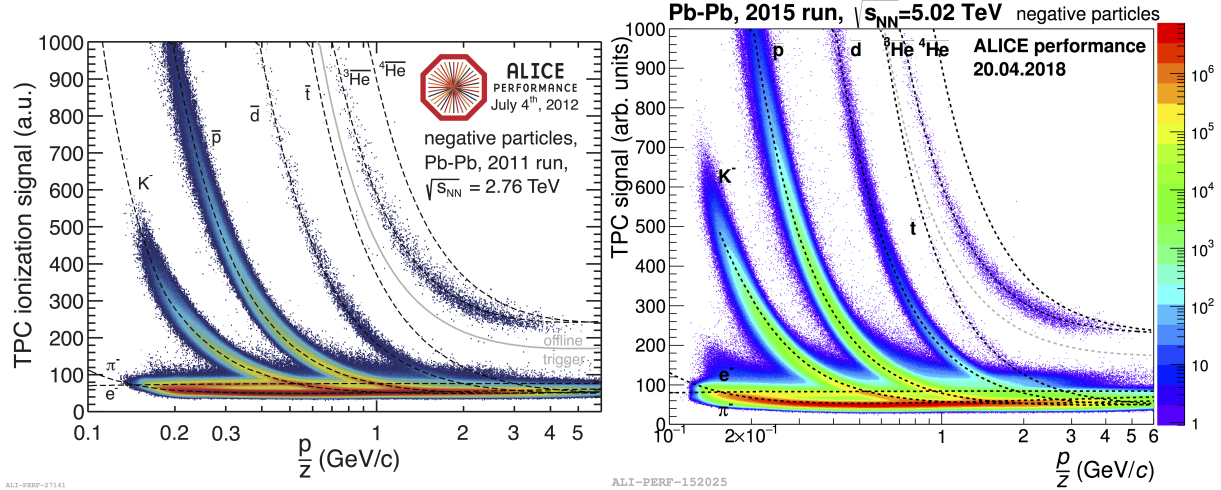 TPC ionization signal (a.u.)
1000
900
800
700
600
500
400
300
200
100
0
0.1
0.2
0.3
1
2
3
4
5
p/z (GeV/c)
ALICE
PERFORMANCE
July 4th, 2012
negative particles,
Pb-Pb, 2011 run,
√sNN = 2.76 TeV
K-
p̄
d̄
t̄
3He̅
4He̅
π-
e-
offline
trigger
ALI-PERF-27141
Pb-Pb, 2015 run, √sNN=5.02 TeV negative particles
ALICE performance
20.04.2018
TPC signal (arb. units)
1000
900
800
700
600
500
400
300
200
100
0
10−1
2×10−1
1
2
3
4
5
6
p/z (GeV/c)
K-
p̄
d̄
3He̅
4He̅
t̄
e-
π-
106
105
104
103
102
10
1
ALI-PERF-152025